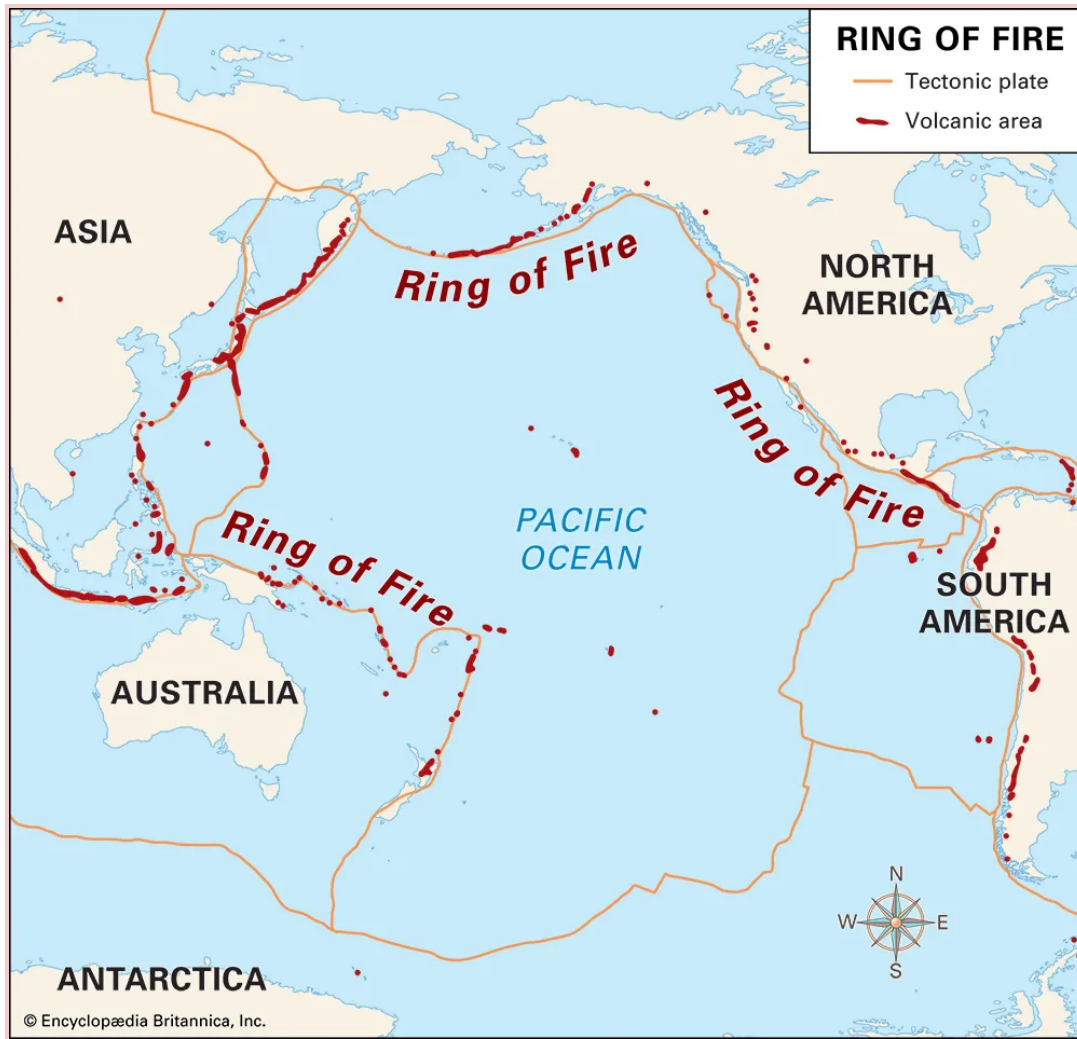 RING OF FIRE
Tectonic plate
Volcanic area
ASIA
NORTH
AMERICA
Ring of Fire
Ring of Fire
Ring of Fire
PACIFIC
OCEAN
SOUTH
AMERICA
AUSTRALIA
N
W
E
S
ANTARCTICA
© Encyclopædia Britannica, Inc.